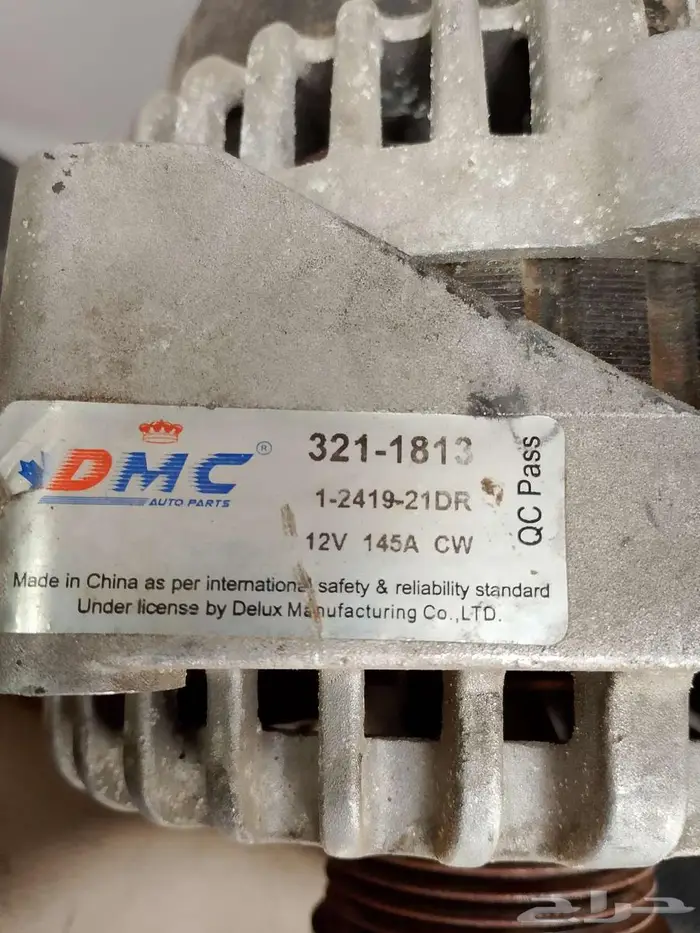 DMC®
AUTO PARTS
321-1813
1-2419-21DR
12V 145A CW
QC Pass
Made in China as per international safety & reliability standard
Under license by Delux Manufacturing Co.,LTD.
حراج